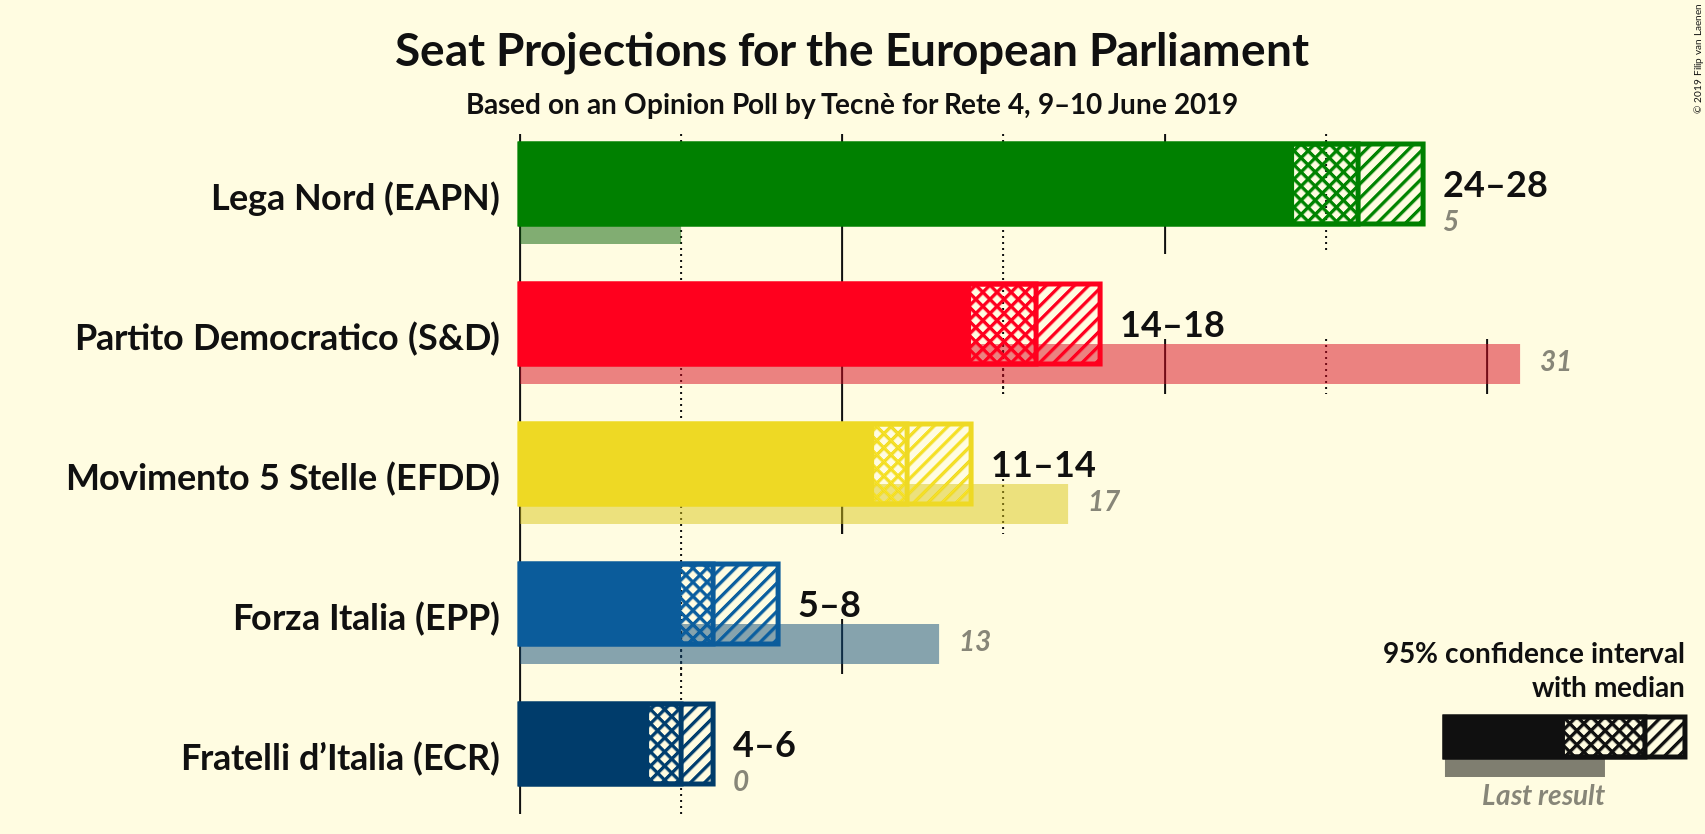 Seat Projections for the European Parliament
Based on an Opinion Poll by Tecnè for Rete 4, 9–10 June 2019
© 2019 Filip van Laenen
Lega Nord (EAPN)
24–28
5
Partito Democratico (S&D)
14–18
31
Movimento 5 Stelle (EFDD)
11–14
17
Forza Italia (EPP)
5–8
13
Fratelli d’Italia (ECR)
4–6
0
95% confidence interval
with median
Last result